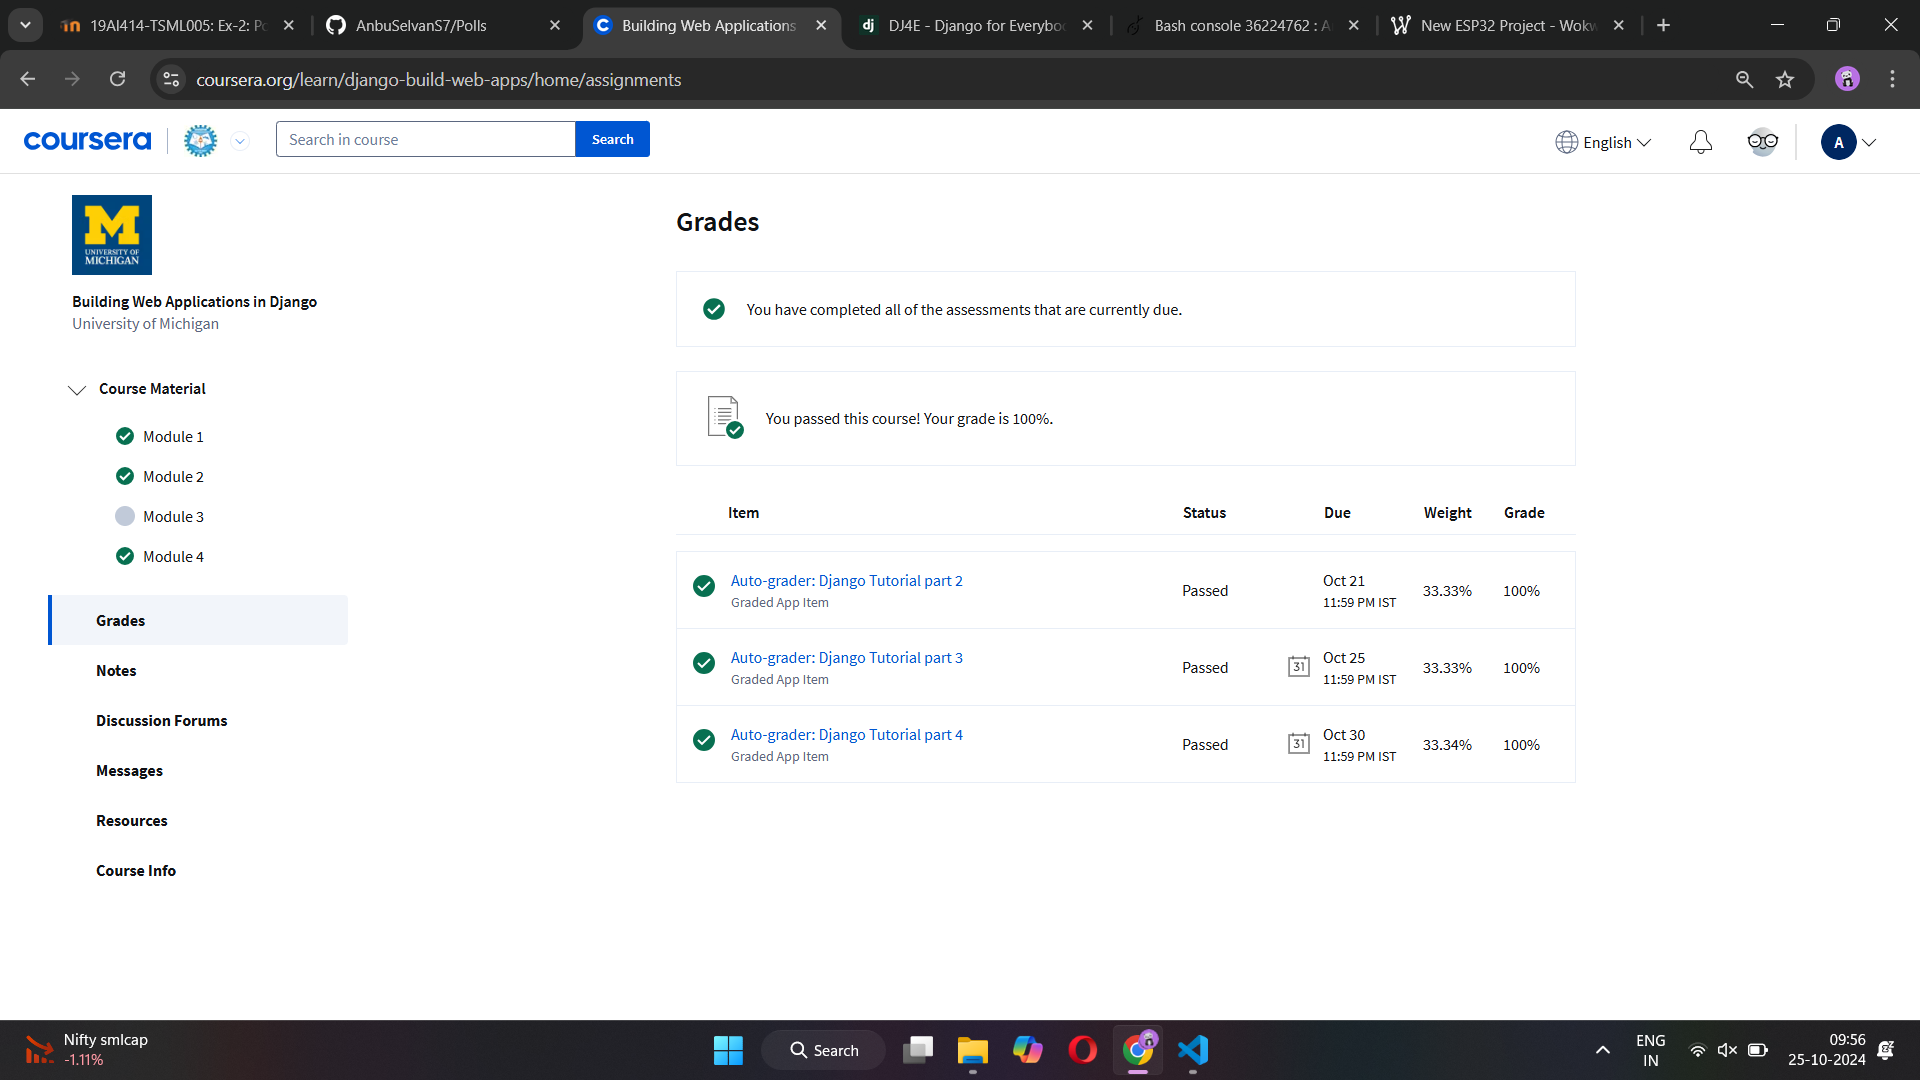 19AI414-TSML005: Ex-2: Po
AnbuSelvanS7/Polls
Building Web Applications
DJ4E - Django for Everybo
Bash console 36224762 : A
New ESP32 Project - Wokw
coursera.org/learn/django-build-web-apps/home/assignments
coursera
Search in course
Search
English
A
M
UNIVERSITY OF
MICHIGAN
Building Web Applications in Django
University of Michigan
Course Material
Module 1
Module 2
Module 3
Module 4
Grades
Notes
Discussion Forums
Messages
Resources
Course Info
Grades
You have completed all of the assessments that are currently due.
You passed this course! Your grade is 100%.
Item Status Due Weight Grade
Auto-grader: Django Tutorial part 2
Graded App Item
Passed
Oct 21
11:59 PM IST
33.33%
100%
Auto-grader: Django Tutorial part 3
Graded App Item
Passed
31
Oct 25
11:59 PM IST
33.33%
100%
Auto-grader: Django Tutorial part 4
Graded App Item
Passed
31
Oct 30
11:59 PM IST
33.34%
100%
Nifty smlcap
-1.11%
Search
ENG
IN
09:56
25-10-2024